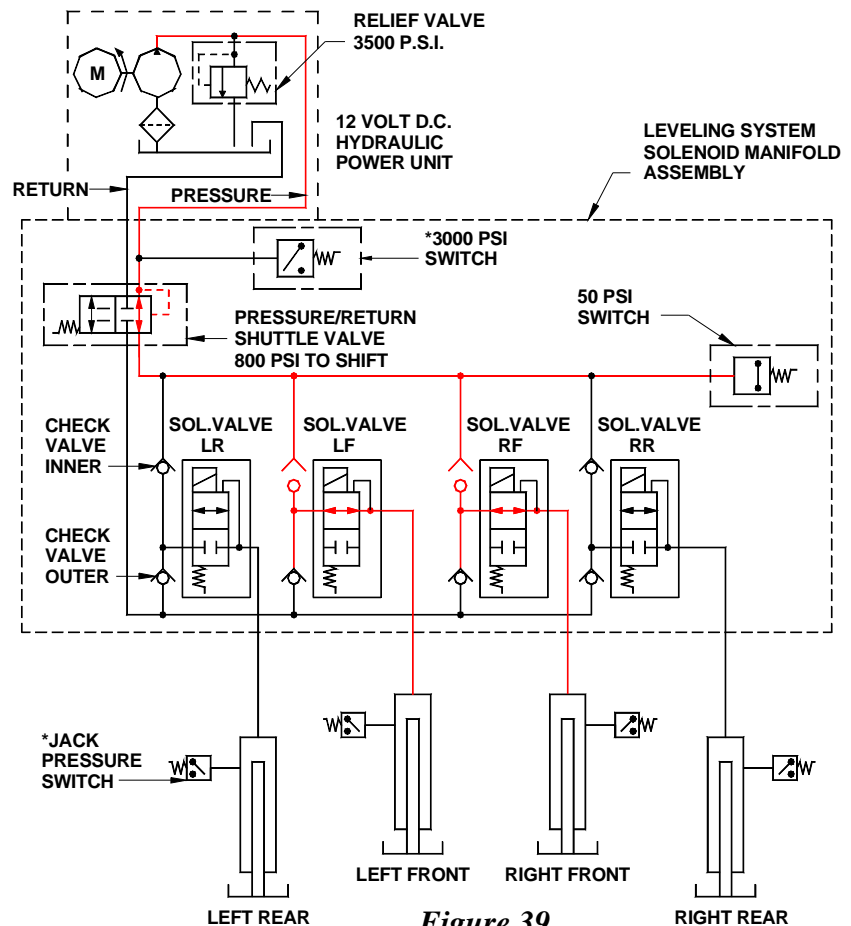 RELIEF VALVE
3500 P.S.I.
M
12 VOLT D.C.
HYDRAULIC
POWER UNIT
LEVELING SYSTEM
SOLENOID MANIFOLD
ASSEMBLY
RETURN
PRESSURE
*3000 PSI
SWITCH
50 PSI
SWITCH
PRESSURE/RETURN
SHUTTLE VALVE
800 PSI TO SHIFT
CHECK
VALVE
INNER
SOL.VALVE
LR
SOL.VALVE
LF
SOL.VALVE
RF
SOL.VALVE
RR
CHECK
VALVE
OUTER
*JACK
PRESSURE
SWITCH
LEFT FRONT
RIGHT FRONT
LEFT REAR
Figure 39
RIGHT REAR